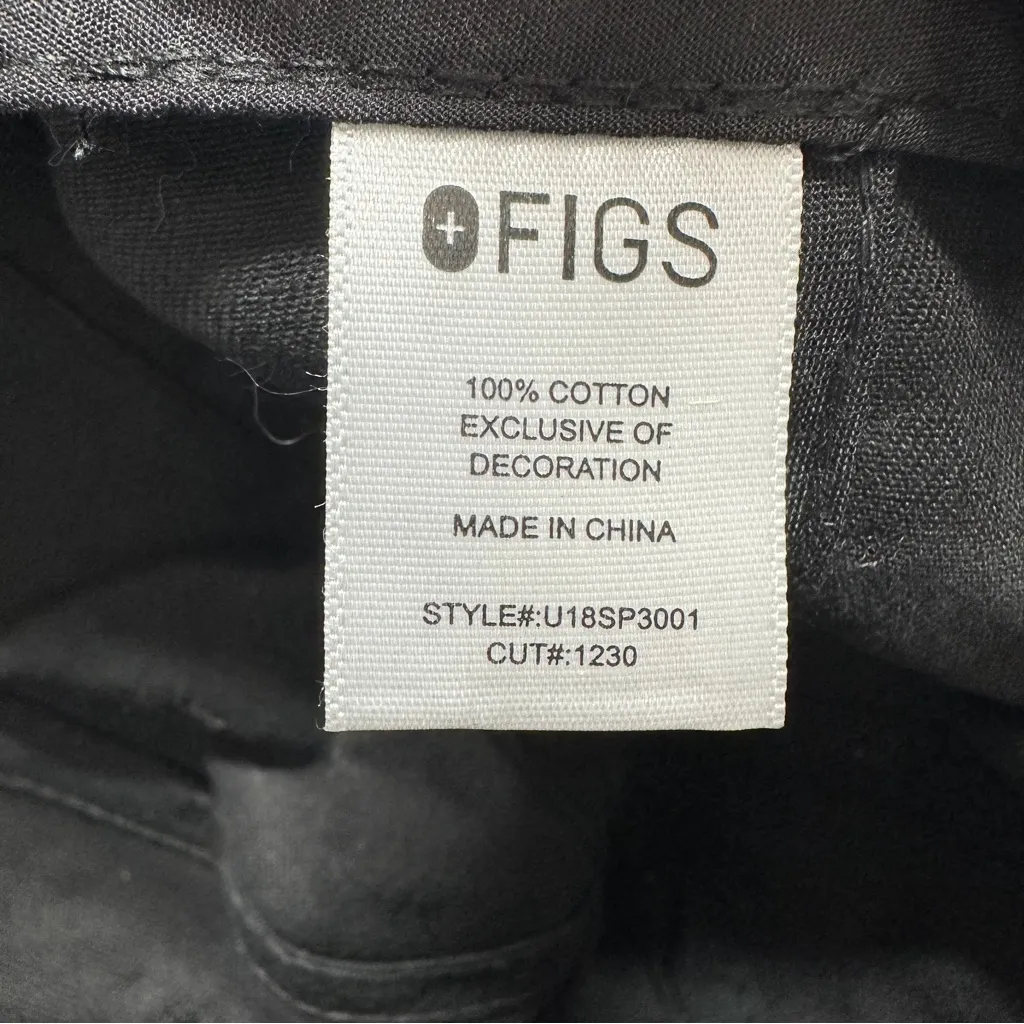 FIGS
100% COTTON
EXCLUSIVE OF
DECORATION
MADE IN CHINA
STYLE#:U18SP3001
CUT#:1230